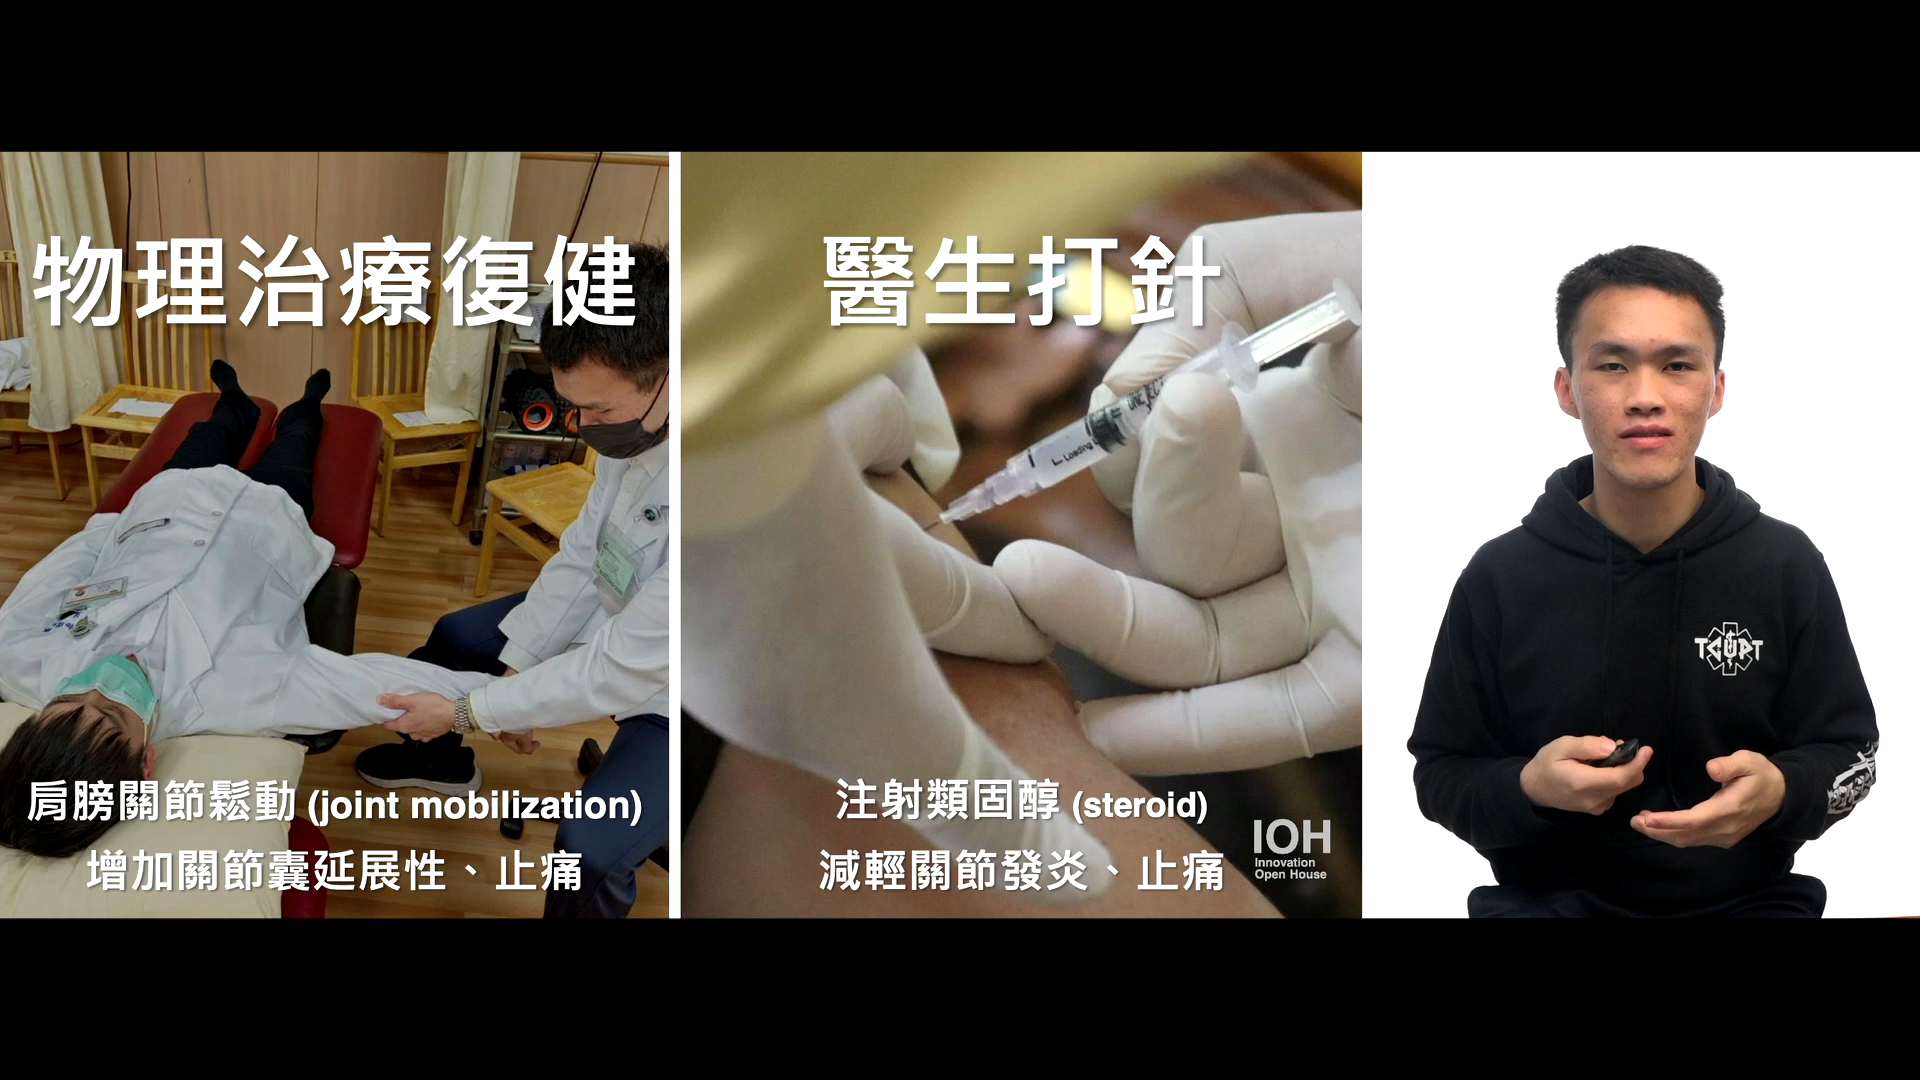 物理治療復健
肩膀關節鬆動 (joint mobilization)
增加關節囊延展性、止痛
醫生打針
Loading
注射類固醇 (steroid)
減輕關節發炎、止痛
IOH
Innovation
Open House
TCUPT